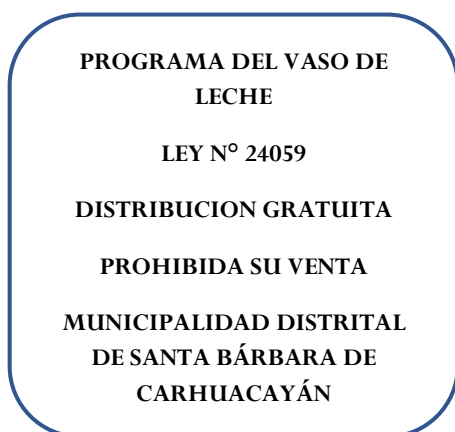 PROGRAMA DEL VASO DE
LECHE
LEY N° 24059
DISTRIBUCION GRATUITA
PROHIBIDA SU VENTA
MUNICIPALIDAD DISTRITAL
DE SANTA BÁRBARA DE
CARHUACAYÁN